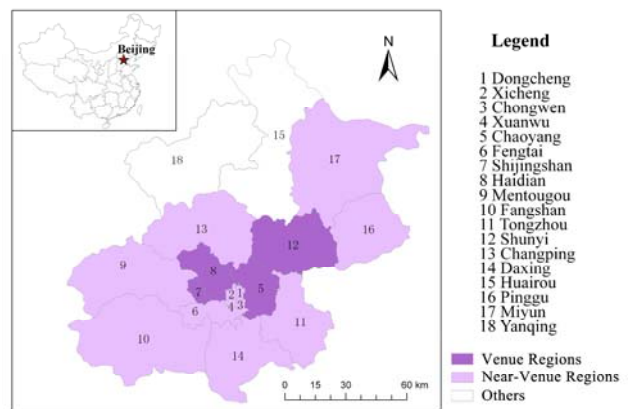 Beijing
N
Legend
1 Dongcheng
2 Xicheng
3 Chongwen
4 Xuanwu
5 Chaoyang
6 Fengtai
7 Shijingshan
8 Haidian
9 Mentougou
10 Fangshan
11 Tongzhou
12 Shunyi
13 Changping
14 Daxing
15 Huairou
16 Pinggu
17 Miyun
18 Yanqing
Venue Regions
Near-Venue Regions
Others
15
17
18
13
12
16
9
8
7
2 1
4 3
5
6
11
10
14
0 15 30 60 km